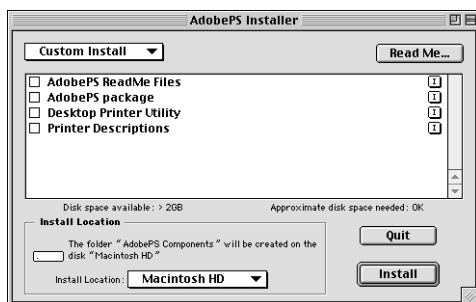 AdobePS Installer
Custom Install
Read Me...
AdobePS ReadMe Files
AdobePS package
Desktop Printer Utility
Printer Descriptions
Disk space available: > 2GB Approximate disk space needed: 0K
Install Location
The folder "AdobePS Components" will be created on the
disk "Macintosh HD"
Install Location: Macintosh HD
Quit
Install